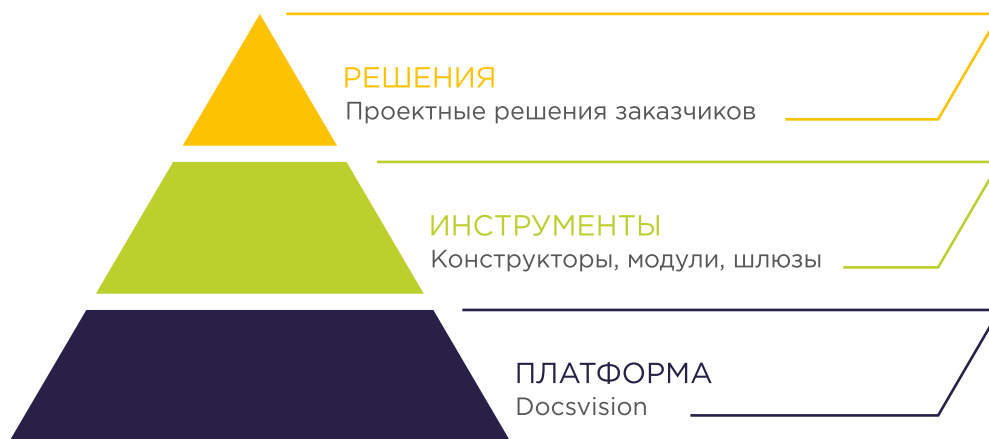 РЕШЕНИЯ
Проектные решения заказчиков
ИНСТРУМЕНТЫ
Конструкторы, модули, шлюзы
ПЛАТФОРМА
Docsvision